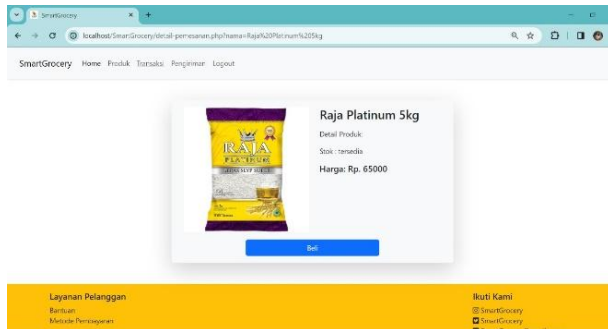 SmartGrocery
localhost/SmartGrocery/detail-pemesanan.php?nama=Raja%20Platinum%205kg
SmartGrocery Home Produk Transaksi Pengiriman Logout
RAJA
PLATINUM
Raja Platinum 5kg
Detail Produk:
Stok : tersedia
Harga: Rp. 65000
Beli
Layanan Pelanggan
Bantuan
Metode Pembayaran
Ikuti Kami
SmartGrocery
SmartGrocery